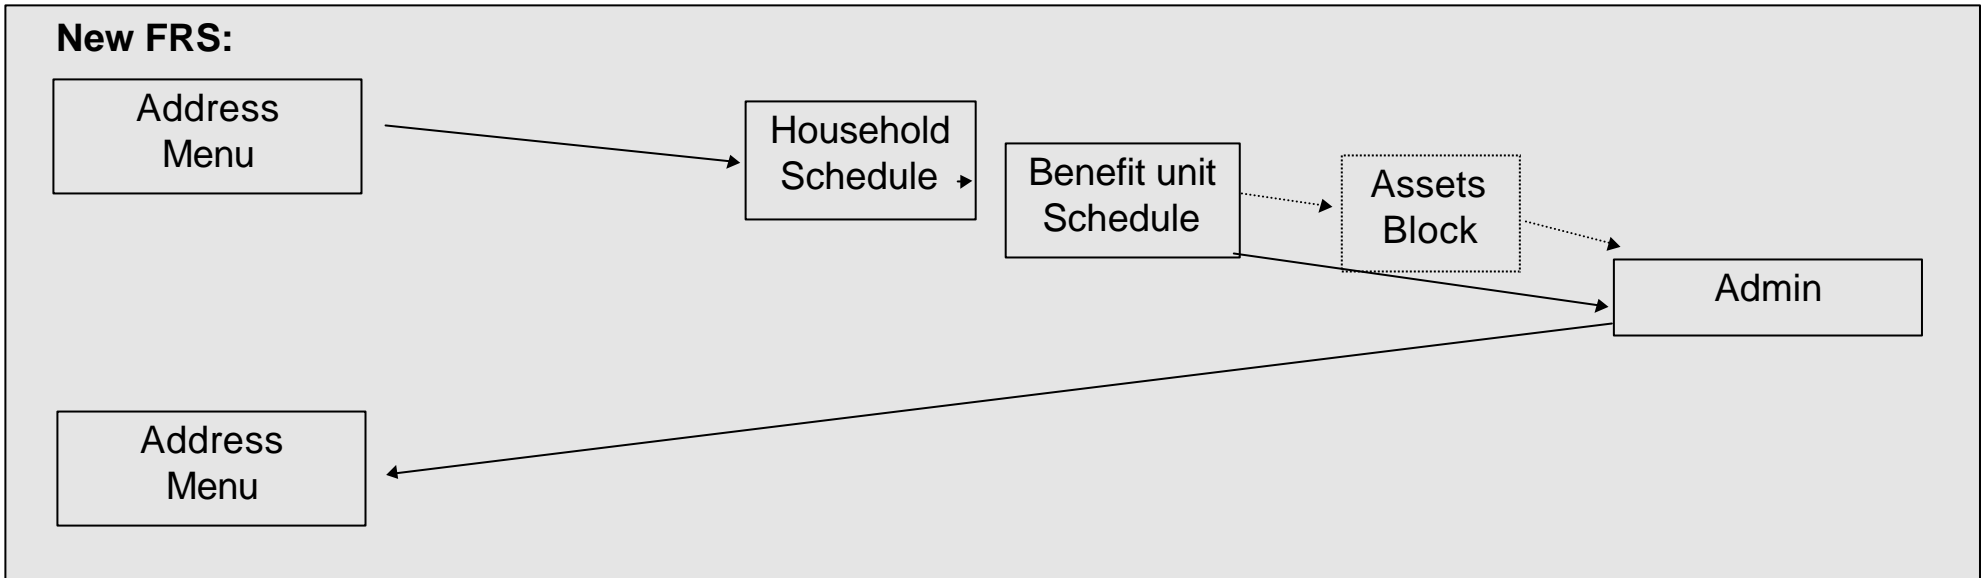 New FRS:
Address
Menu
Household
Schedule
Benefit unit
Schedule
Assets
Block
Admin
Address
Menu